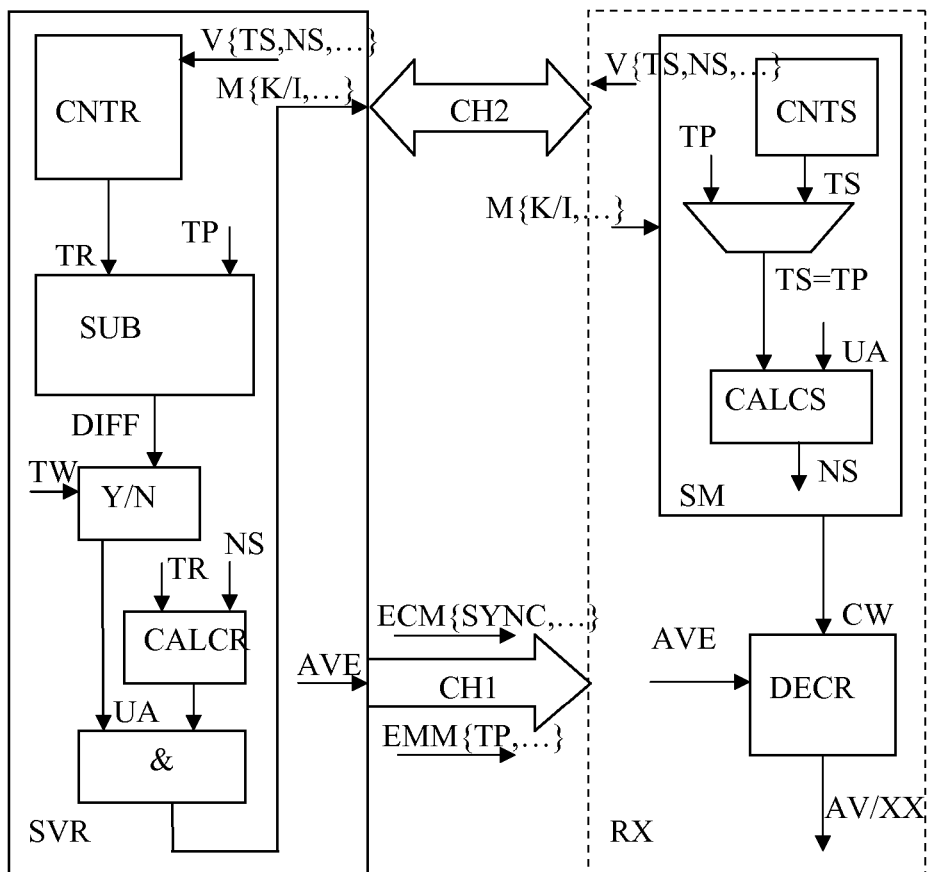 V{TS,NS,…}
CNTR
M{K/I,…}
TR
TP
SUB
DIFF
TW
Y/N
NS
TR
CALCR
AVE
UA
&
SVR
CH2
ECM{SYNC,…}
CH1
EMM{TP,…}
V{TS,NS,…}
CNTS
TP
TS
M{K/I,…}
TS=TP
UA
CALCS
NS
SM
CW
AVE
DECR
AV/XX
RX